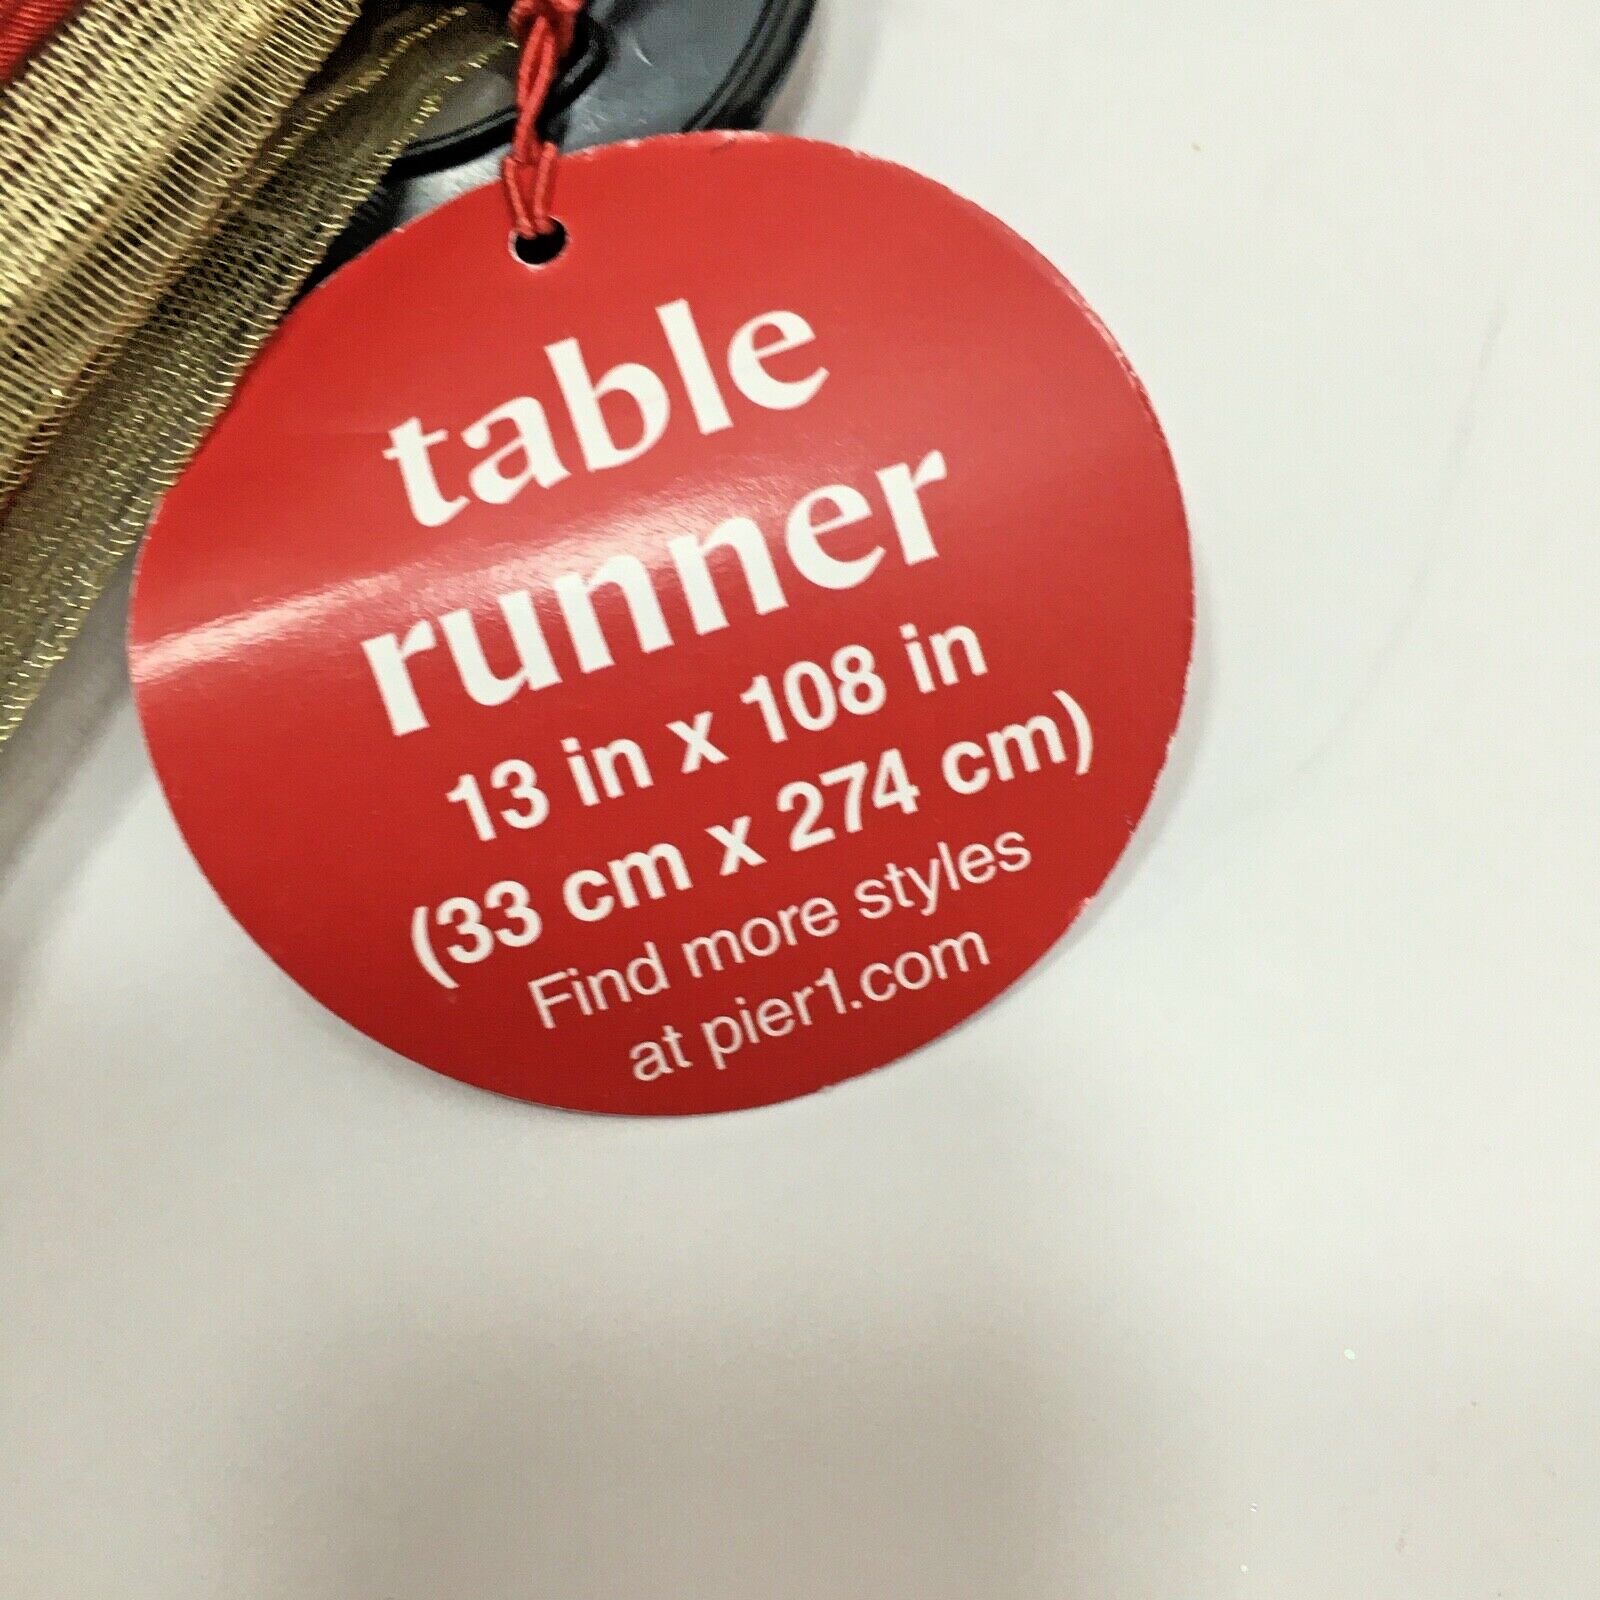 table
runner
13 in x 108 in
(33 cm x 274 cm)
Find more styles
at pier1.com